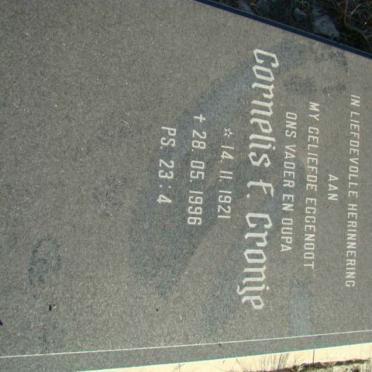 IN LIEFDEVOLLE HERINNERING
AAN
MY GELIEFDE EGGENOOT
ONS VADER EN OUPA
Cornelis F. Cronje
☆ 14. 11. 1921
✝ 28. 05. 1996
PS. 23 : 4